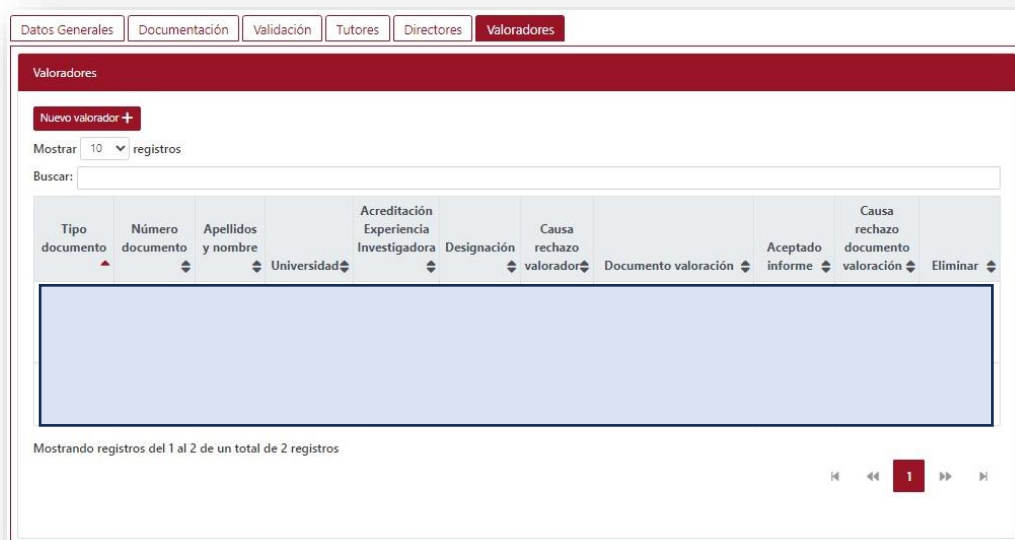 Datos Generales Documentación Validación Tutores Directores Valoradores
Valoradores
Nuevo valorador +
Mostrar 10 registros
Buscar:
Tipo documento
Número documento
Apellidos y nombre
Universidad
Acreditación Experiencia Investigadora
Designación
Causa rechazo valorador
Documento valoración
Aceptado informe
Causa rechazo documento valoración
Eliminar
Mostrando registros del 1 al 2 de un total de 2 registros
1